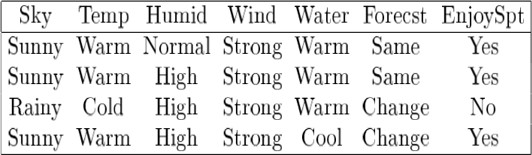 Sky Temp Humid Wind Water Forecst EnjoySpt
Sunny Warm Normal Strong Warm Same Yes
Sunny Warm High Strong Warm Same Yes
Rainy Cold High Strong Warm Change No
Sunny Warm High Strong Cool Change Yes